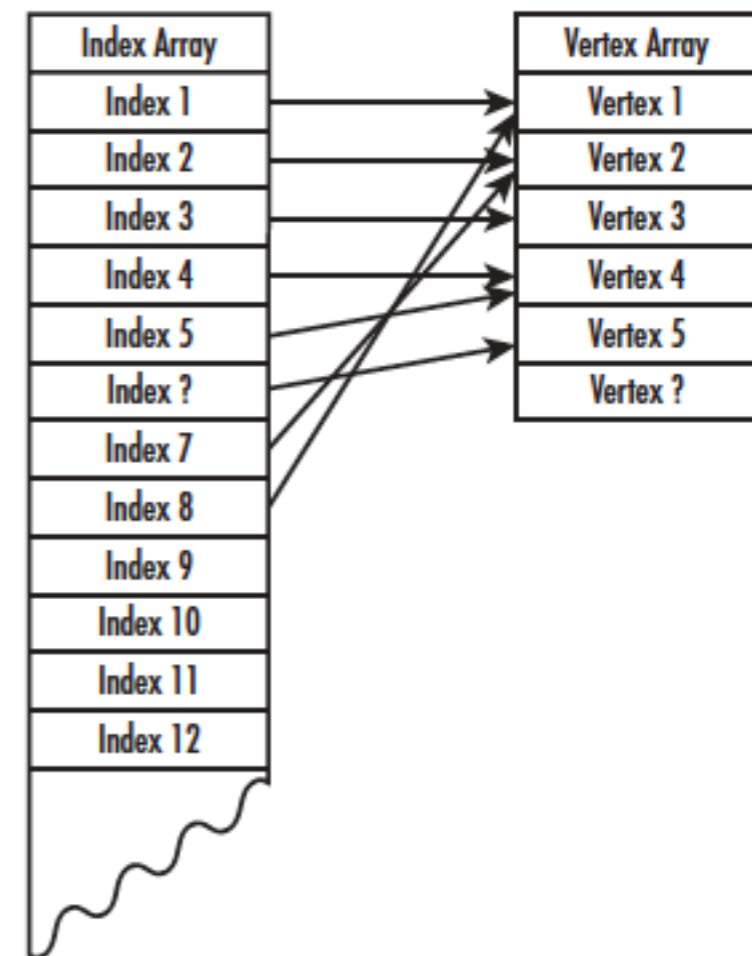 Index Array
Index 1
Index 2
Index 3
Index 4
Index 5
Index ?
Index 7
Index 8
Index 9
Index 10
Index 11
Index 12
Vertex Array
Vertex 1
Vertex 2
Vertex 3
Vertex 4
Vertex 5
Vertex ?